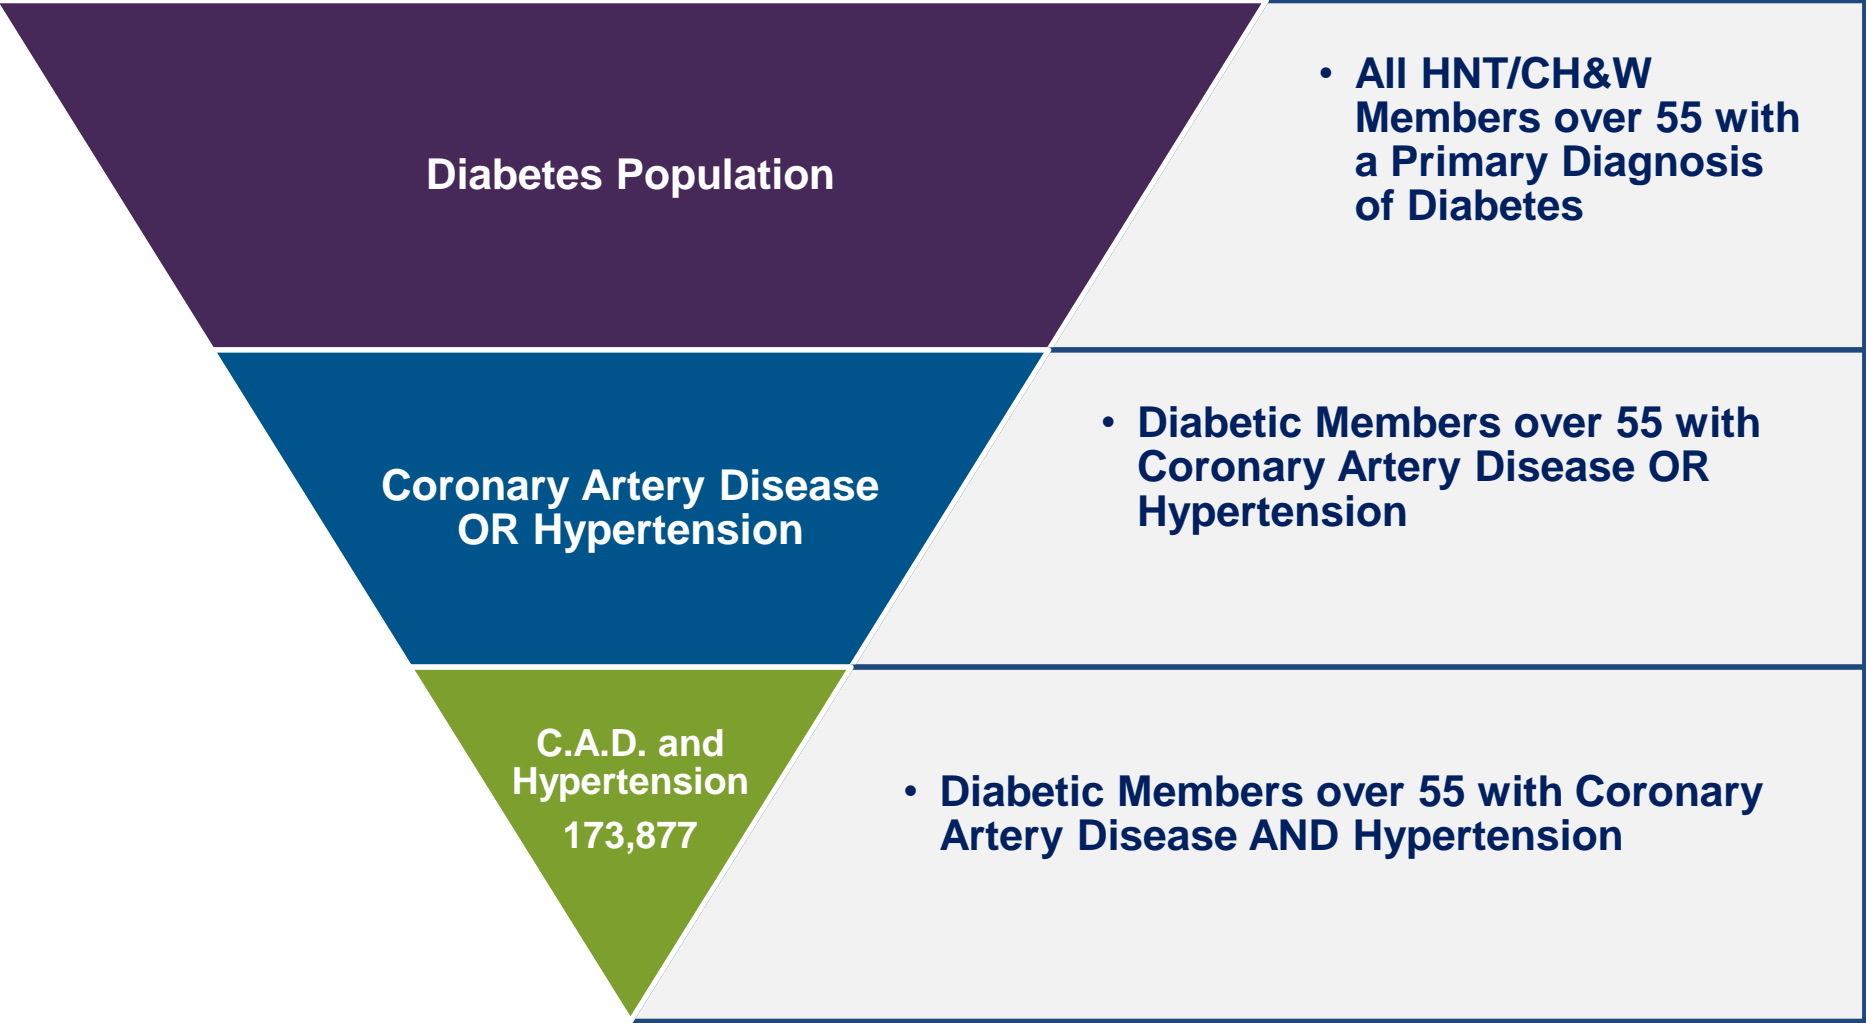 Diabetes Population
• All HNT/CH&W
Members over 55 with
a Primary Diagnosis
of Diabetes
Coronary Artery Disease
OR Hypertension
• Diabetic Members over 55 with
Coronary Artery Disease OR
Hypertension
C.A.D. and
Hypertension
173,877
• Diabetic Members over 55 with Coronary
Artery Disease AND Hypertension